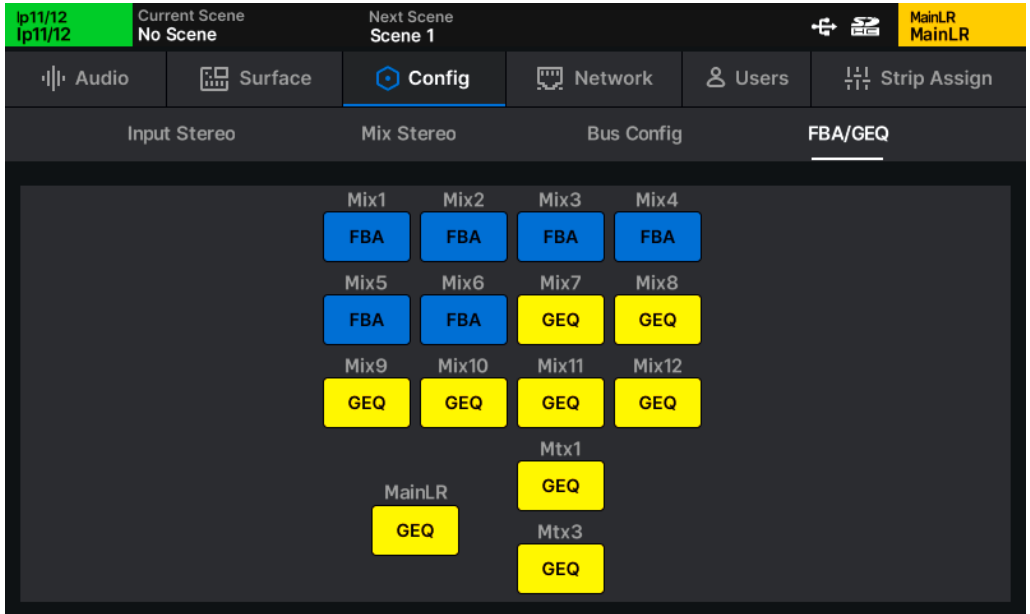 Ip11/12 Current Scene Next Scene MainLR
Ip11/12 No Scene Scene 1 MainLR
Audio Surface Config Network Users Strip Assign
Input Stereo Mix Stereo Bus Config FBA/GEQ
Mix1 Mix2 Mix3 Mix4
FBA FBA FBA FBA
Mix5 Mix6 Mix7 Mix8
FBA FBA GEQ GEQ
Mix9 Mix10 Mix11 Mix12
GEQ GEQ GEQ GEQ
Mtx1
GEQ
MainLR
GEQ
Mtx3
GEQ